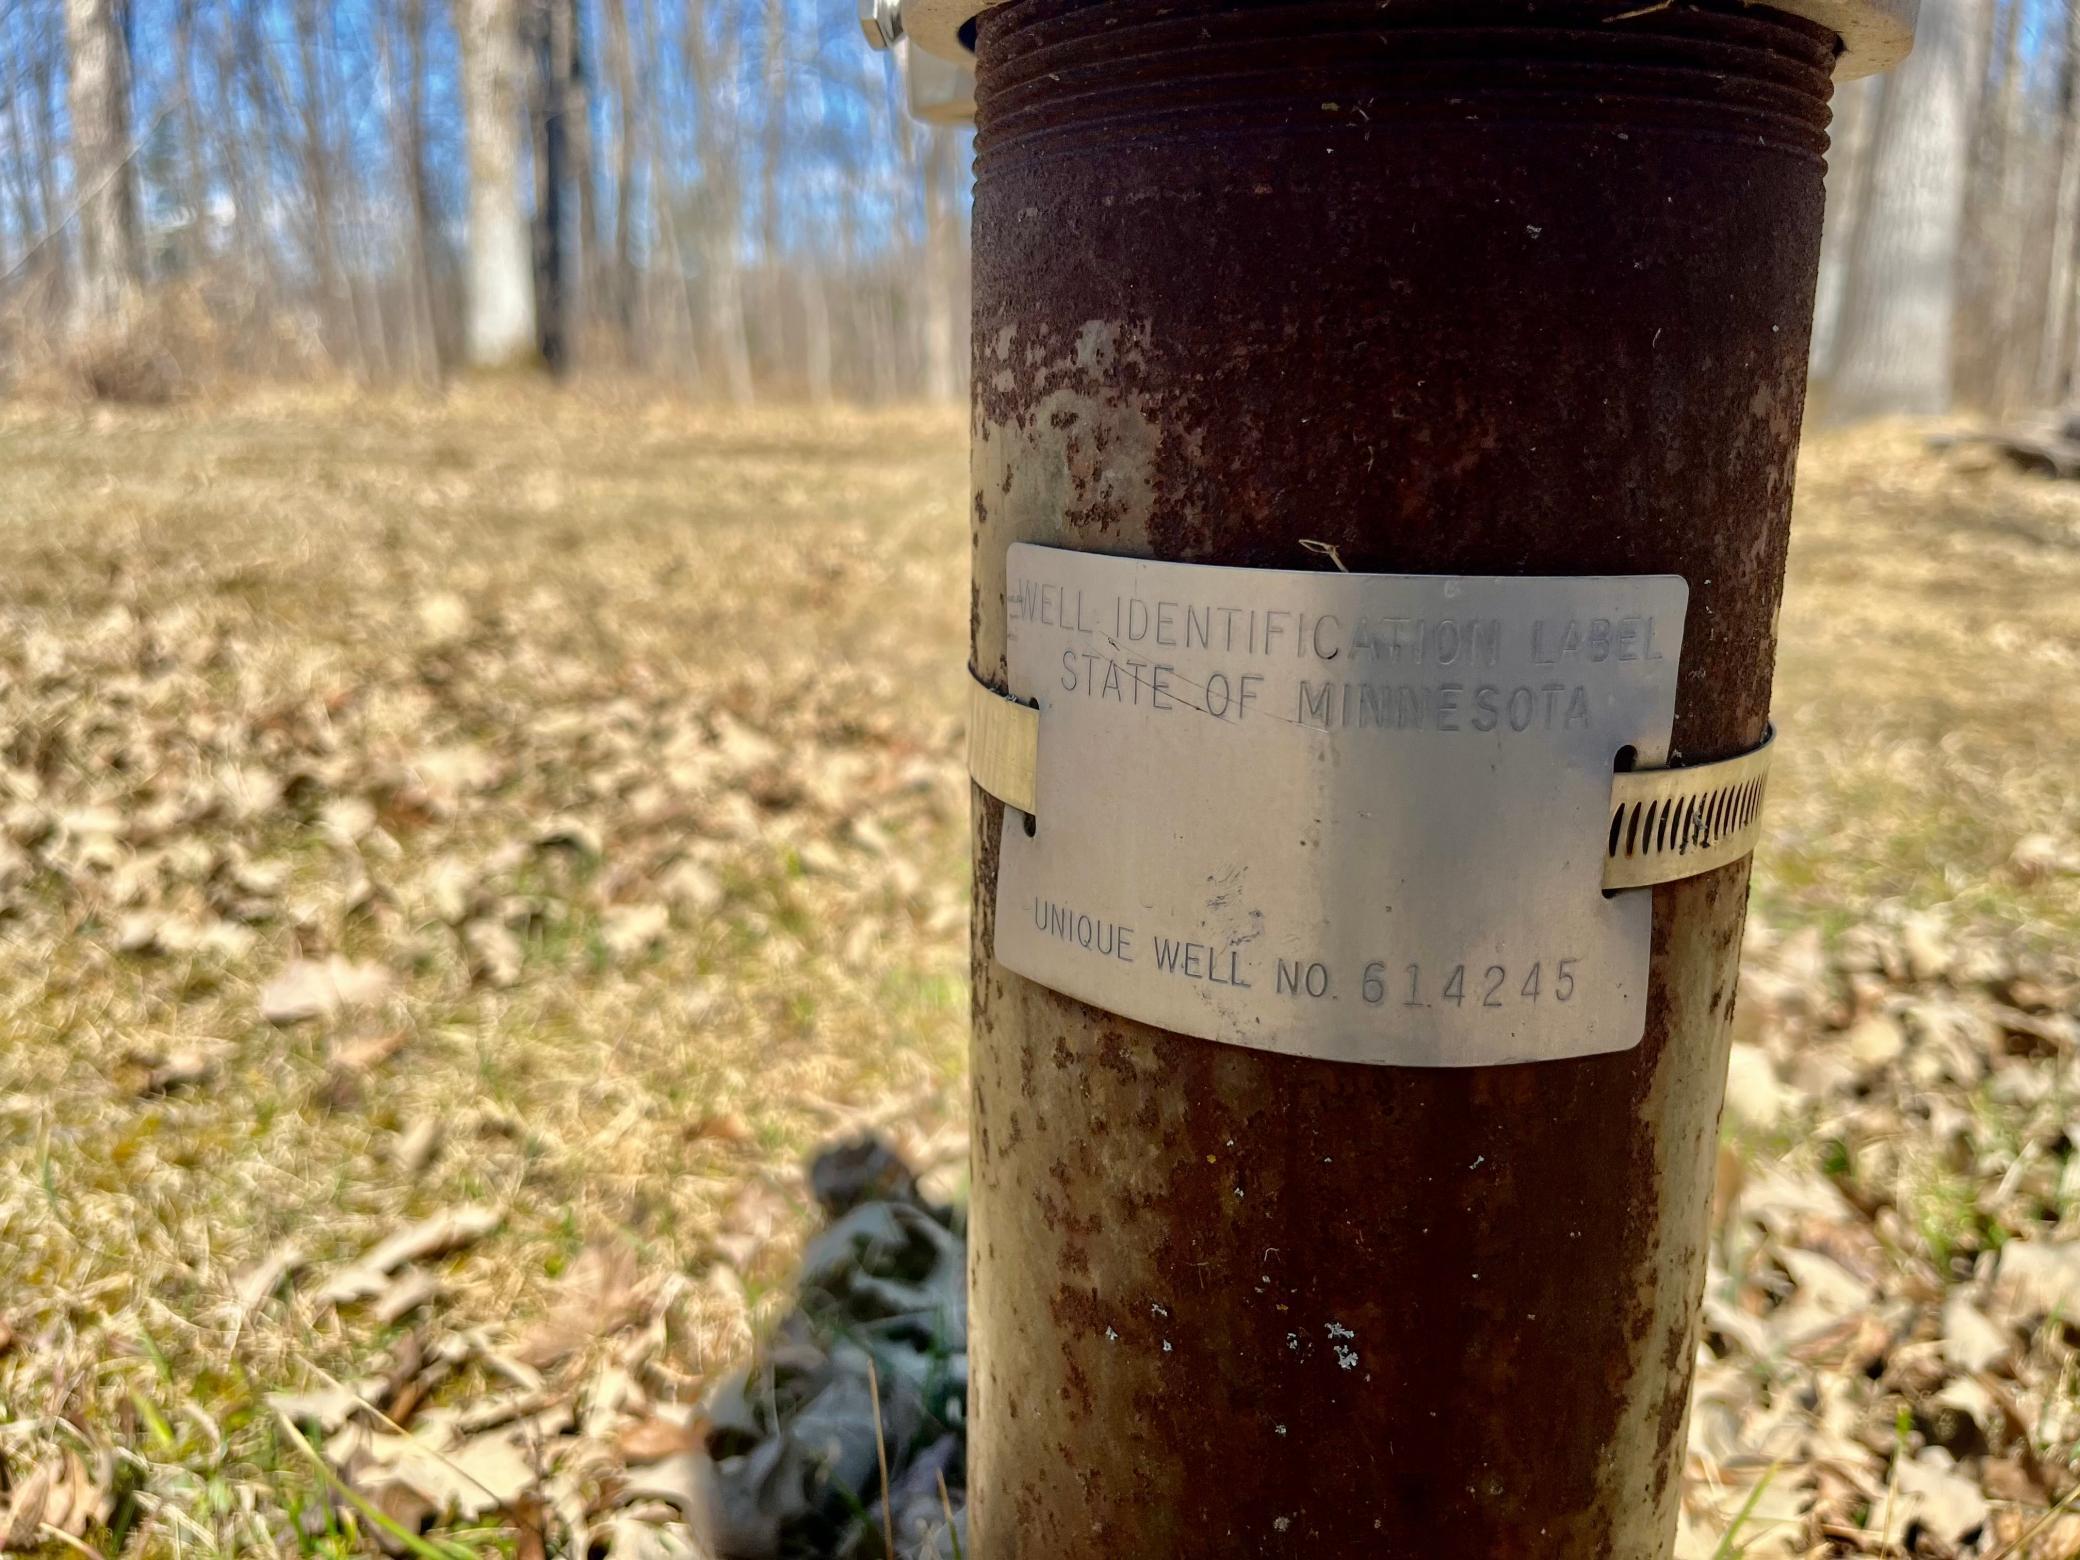 WELL IDENTIFICATION LABEL
STATE OF MINNESOTA
UNIQUE WELL NO. 614245